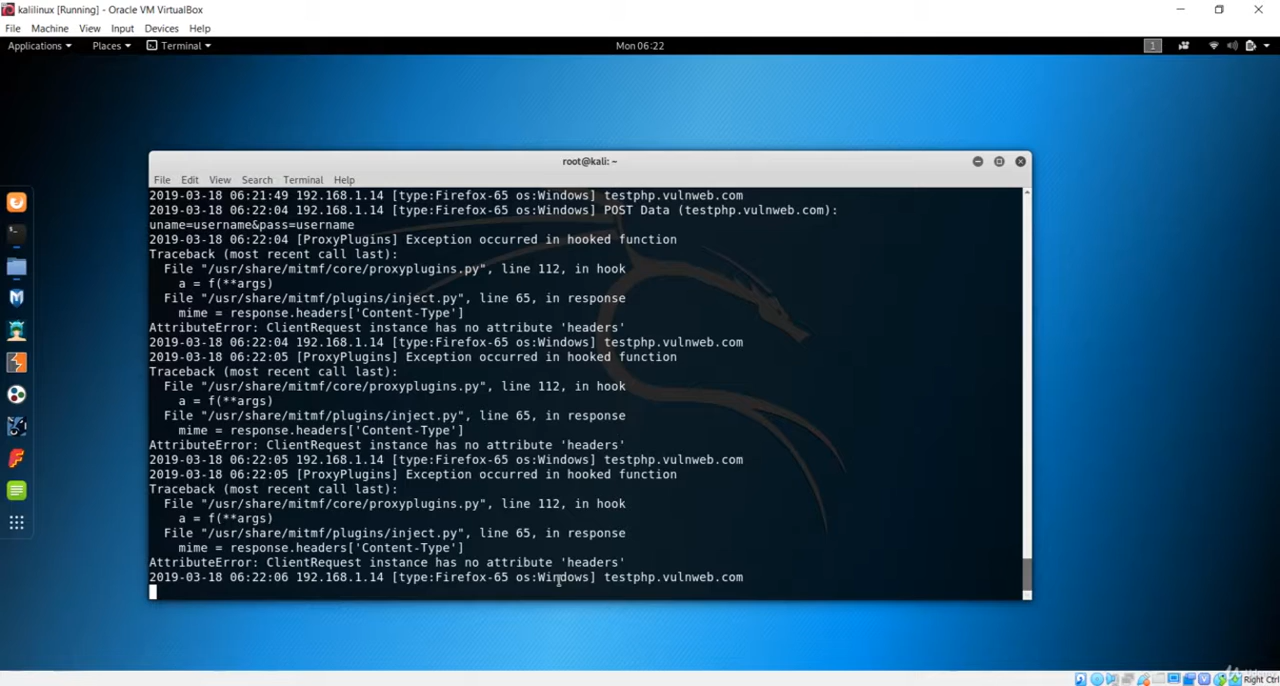 kalilinux [Running] - Oracle VM VirtualBox
File Machine View Input Devices Help
Applications Places Terminal Mon 06:22 1
root@kali: ~
File Edit View Search Terminal Help
2019-03-18 06:21:49 192.168.1.14 [type:Firefox-65 os:Windows] testphp.vulnweb.com
2019-03-18 06:22:04 192.168.1.14 [type:Firefox-65 os:Windows] POST Data (testphp.vulnweb.com):
uname=username&pass=username
2019-03-18 06:22:04 [ProxyPlugins] Exception occurred in hooked function
Traceback (most recent call last):
File "/usr/share/mitmf/core/proxyplugins.py", line 112, in hook
a = f(**args)
File "/usr/share/mitmf/plugins/inject.py", line 65, in response
mime = response.headers['Content-Type']
AttributeError: ClientRequest instance has no attribute 'headers'
2019-03-18 06:22:04 192.168.1.14 [type:Firefox-65 os:Windows] testphp.vulnweb.com
2019-03-18 06:22:05 [ProxyPlugins] Exception occurred in hooked function
Traceback (most recent call last):
File "/usr/share/mitmf/core/proxyplugins.py", line 112, in hook
a = f(**args)
File "/usr/share/mitmf/plugins/inject.py", line 65, in response
mime = response.headers['Content-Type']
AttributeError: ClientRequest instance has no attribute 'headers'
2019-03-18 06:22:05 192.168.1.14 [type:Firefox-65 os:Windows] testphp.vulnweb.com
2019-03-18 06:22:05 [ProxyPlugins] Exception occurred in hooked function
Traceback (most recent call last):
File "/usr/share/mitmf/core/proxyplugins.py", line 112, in hook
a = f(**args)
File "/usr/share/mitmf/plugins/inject.py", line 65, in response
mime = response.headers['Content-Type']
AttributeError: ClientRequest instance has no attribute 'headers'
2019-03-18 06:22:06 192.168.1.14 [type:Firefox-65 os:Windows] testphp.vulnweb.com
Right Ctrl